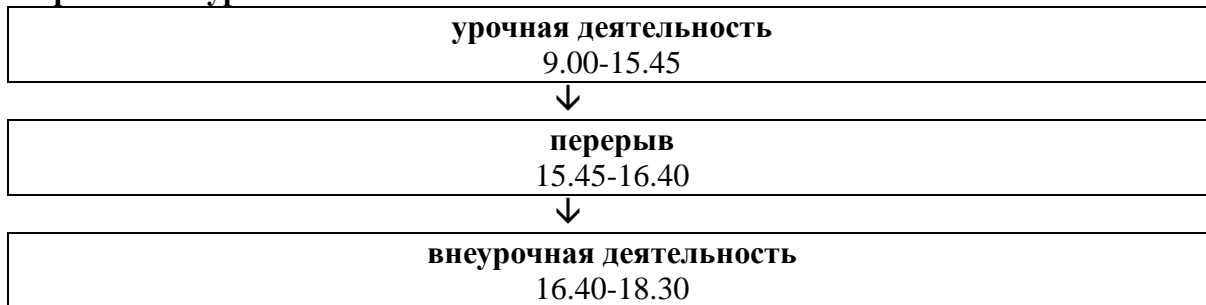 урочная деятельность
9.00-15.45
↓
перерыв
15.45-16.40
↓
внеурочная деятельность
16.40-18.30